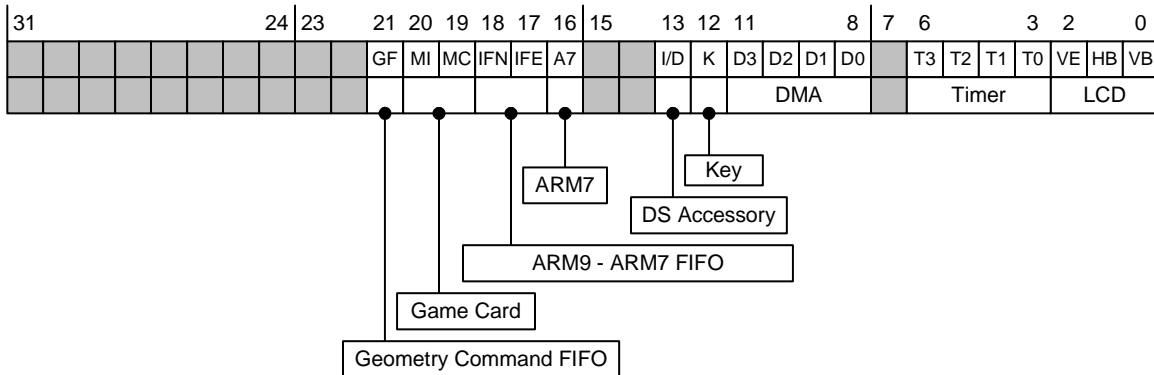 31 24 23 21 20 19 18 17 16 15 13 12 11 8 7 6 3 2 0
GF MI MC IFN IFE A7 I/D K D3 D2 D1 D0 T3 T2 T1 T0 VE HB VB
DMA Timer LCD
ARM7 Key
DS Accessory
ARM9 - ARM7 FIFO
Game Card
Geometry Command FIFO